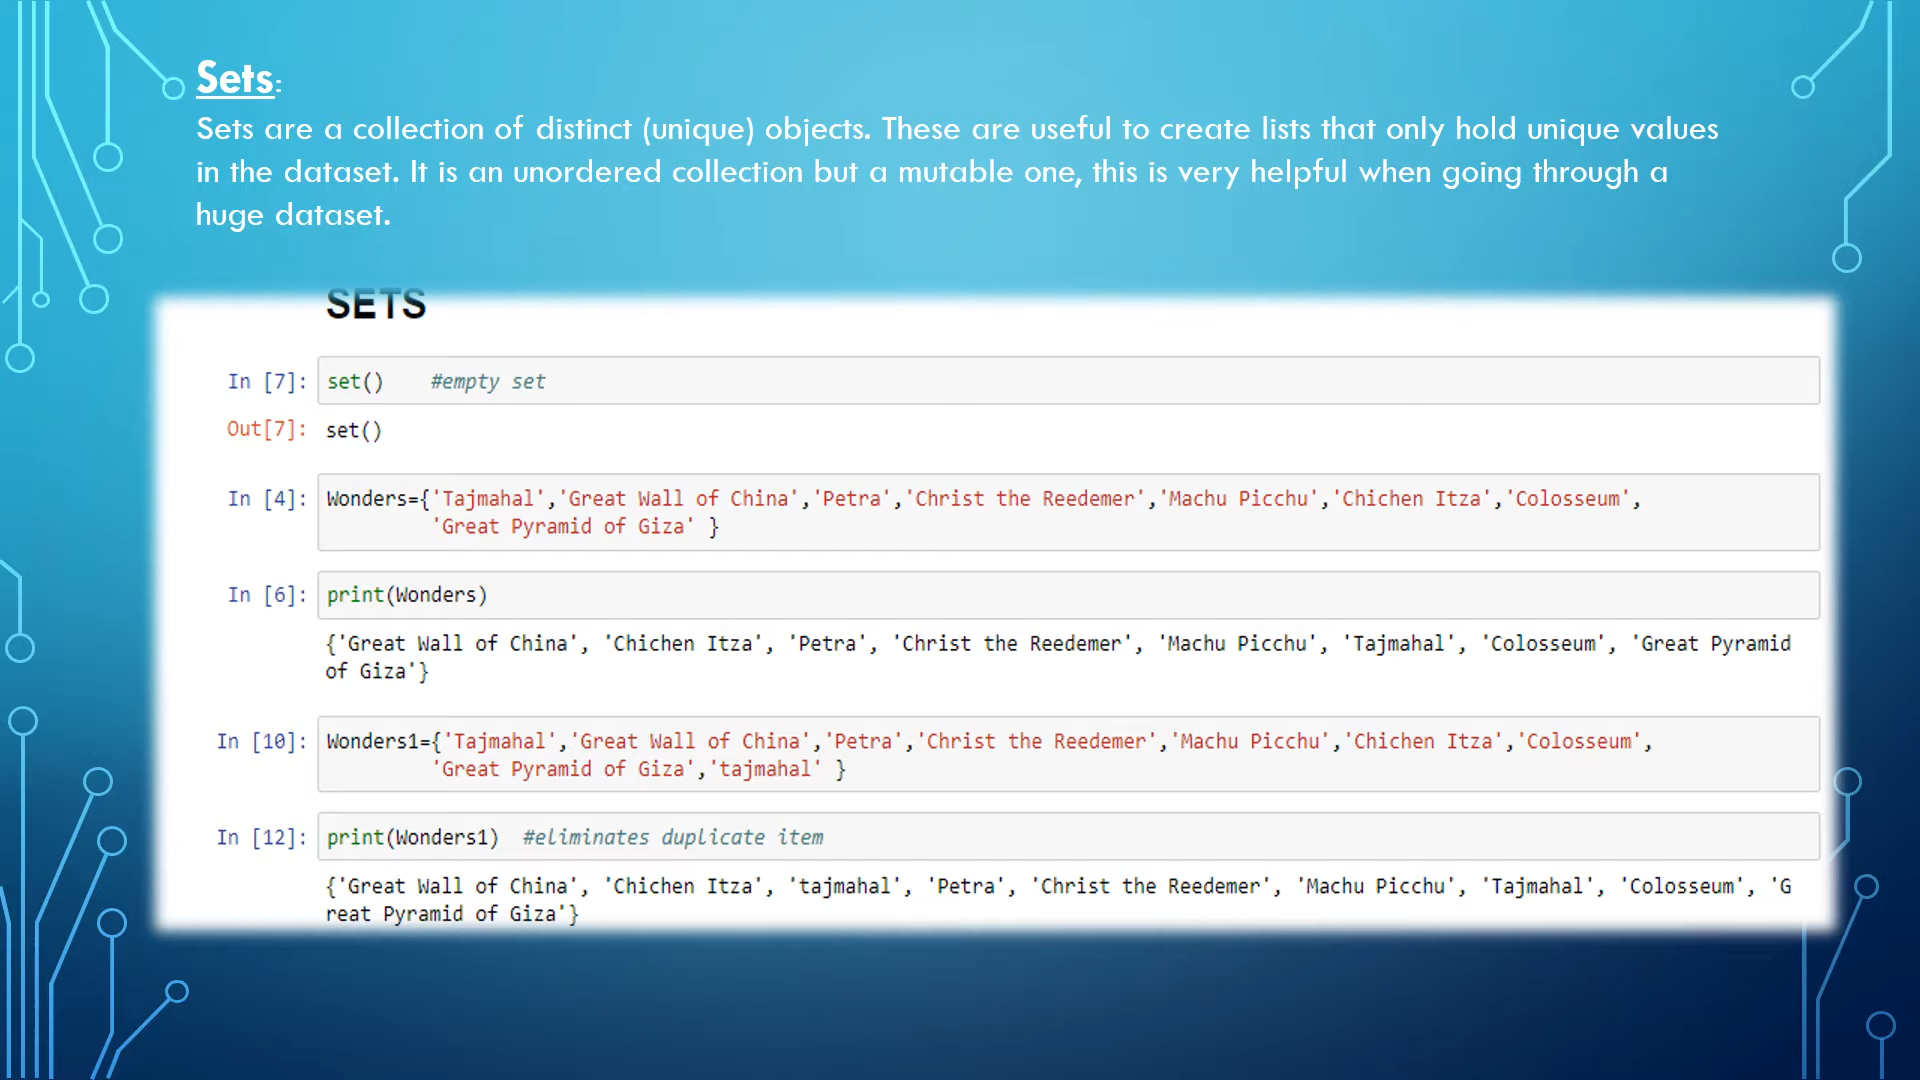 Sets:
Sets are a collection of distinct (unique) objects. These are useful to create lists that only hold unique values
in the dataset. It is an unordered collection but a mutable one, this is very helpful when going through a
huge dataset.
SETS
In [7]: set()    #empty set
Out[7]: set()
In [4]: Wonders={'Tajmahal','Great Wall of China','Petra','Christ the Reedemer','Machu Picchu','Chichen Itza','Colosseum',
'Great Pyramid of Giza' }
In [6]: print(Wonders)
{'Great Wall of China', 'Chichen Itza', 'Petra', 'Christ the Reedemer', 'Machu Picchu', 'Tajmahal', 'Colosseum', 'Great Pyramid
of Giza'}
In [10]: Wonders1={'Tajmahal','Great Wall of China','Petra','Christ the Reedemer','Machu Picchu','Chichen Itza','Colosseum',
'Great Pyramid of Giza','tajmahal' }
In [12]: print(Wonders1)  #eliminates duplicate item
{'Great Wall of China', 'Chichen Itza', 'tajmahal', 'Petra', 'Christ the Reedemer', 'Machu Picchu', 'Tajmahal', 'Colosseum', 'G
reat Pyramid of Giza'}